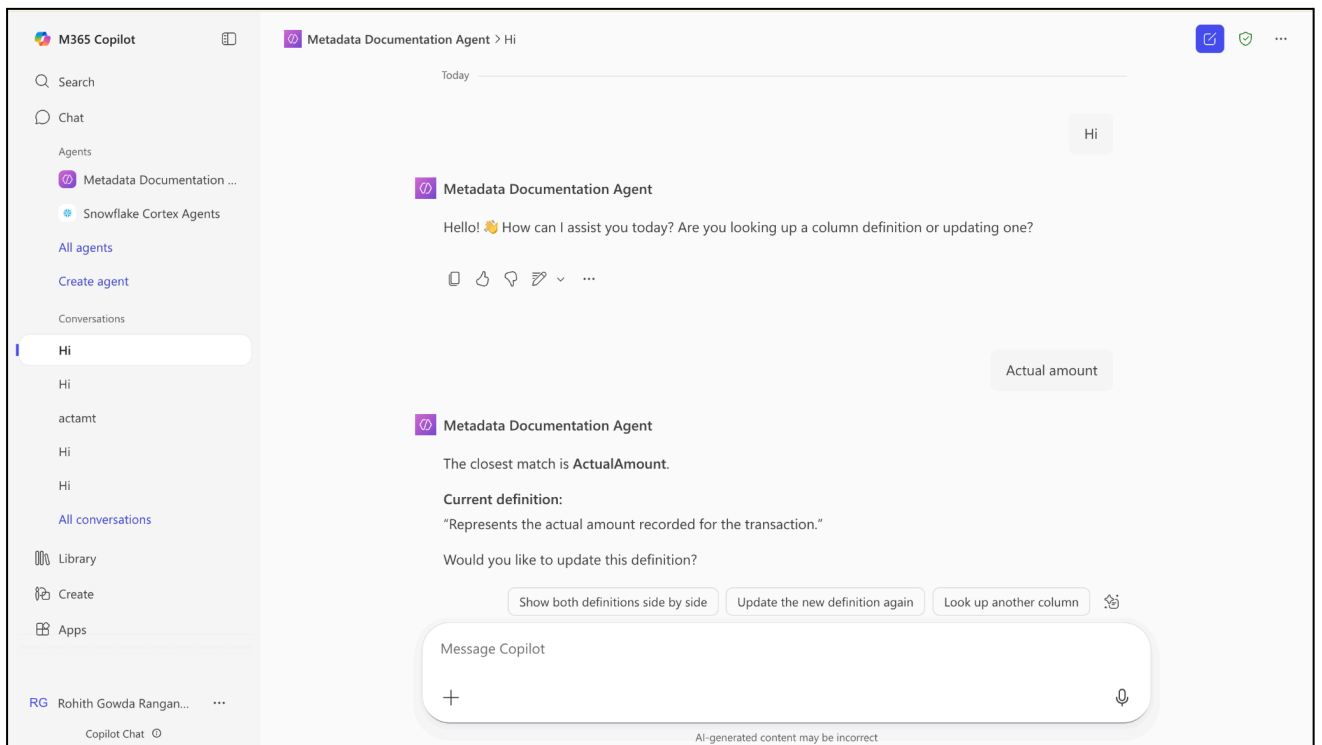 M365 Copilot
Search
Chat
Agents
Metadata Documentation ...
Snowflake Cortex Agents
All agents
Create agent
Conversations
Hi
Hi
actamt
Hi
Hi
All conversations
Library
Create
Apps
RG Rohith Gowda Rangan... ...
Copilot Chat
Metadata Documentation Agent > Hi
Today
Hi
Metadata Documentation Agent
Hello! 👋 How can I assist you today? Are you looking up a column definition or updating one?
Actual amount
Metadata Documentation Agent
The closest match is ActualAmount.
Current definition:
“Represents the actual amount recorded for the transaction.”
Would you like to update this definition?
Show both definitions side by side
Update the new definition again
Look up another column
Message Copilot
AI-generated content may be incorrect